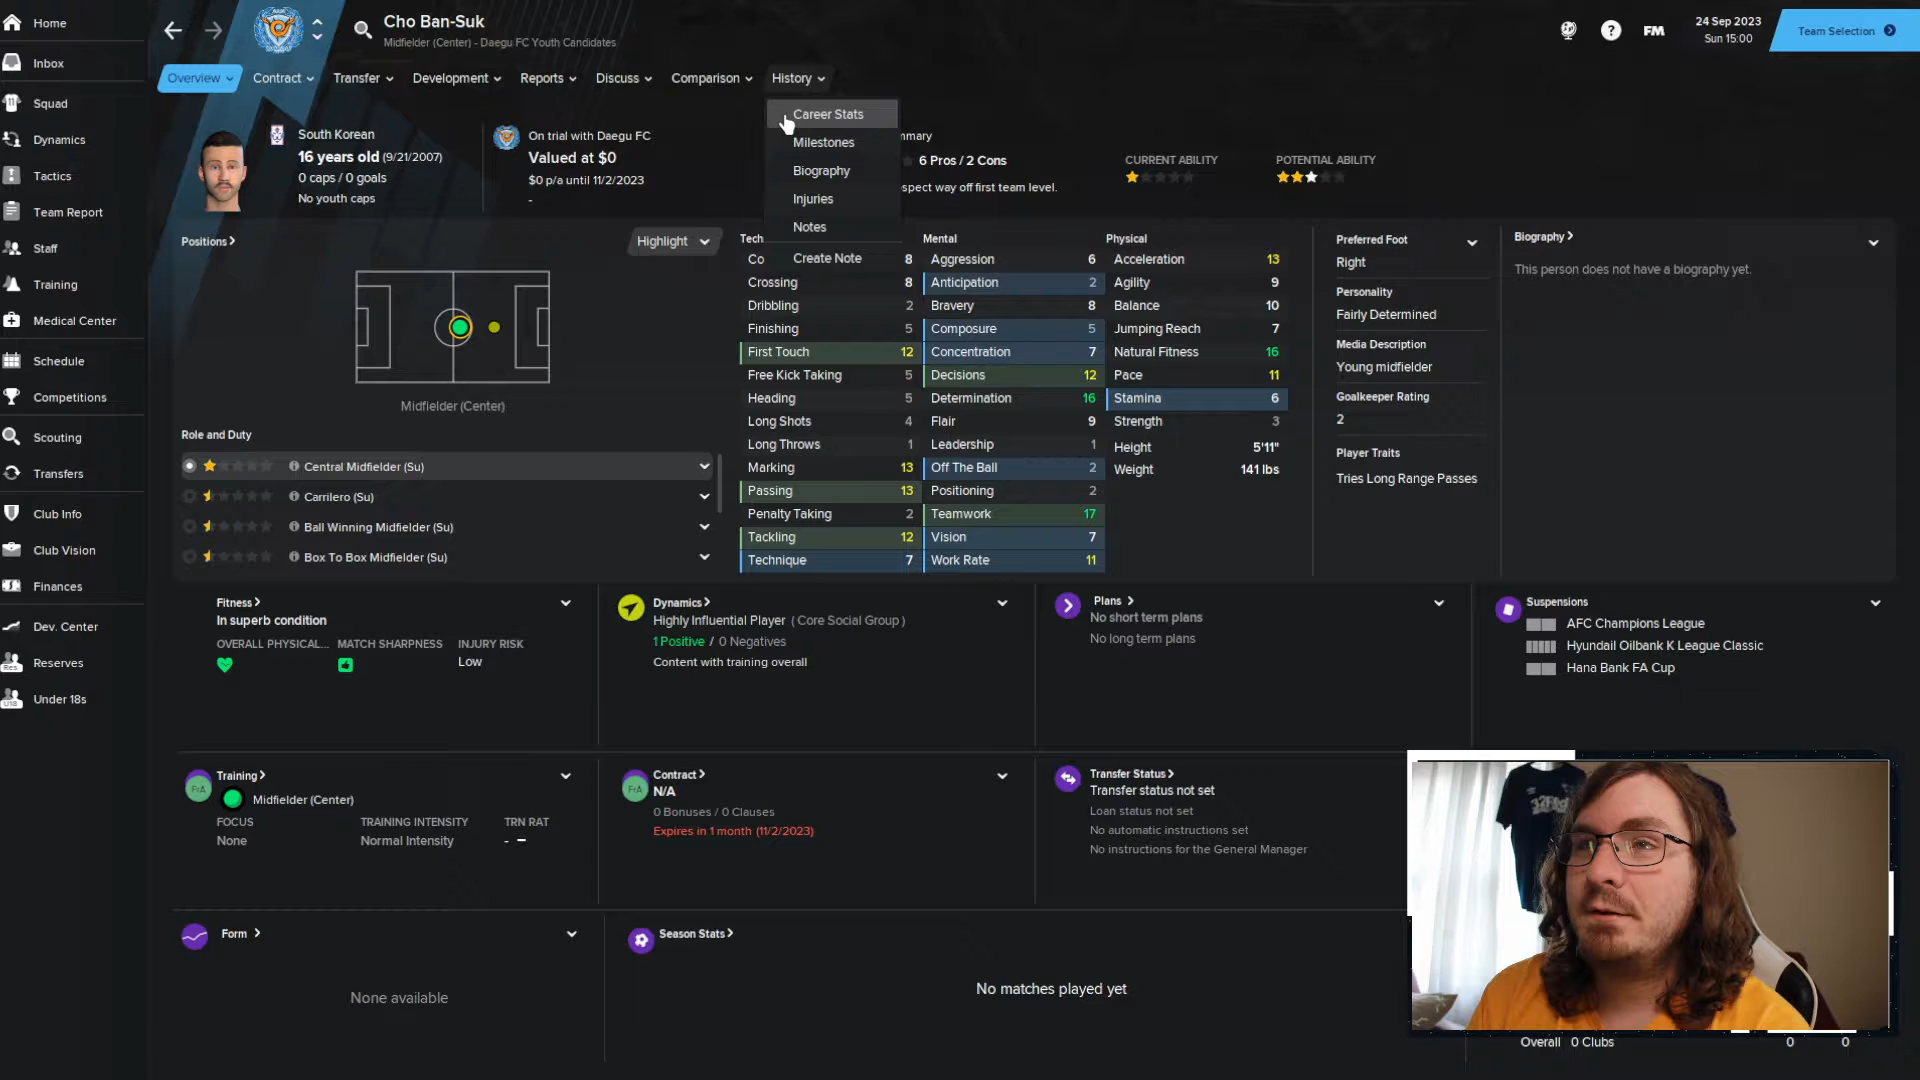 Home
Inbox
Squad
Dynamics
Tactics
Team Report
Staff
Training
Medical Center
Schedule
Competitions
Scouting
Transfers
Club Info
Club Vision
Finances
Dev. Center
Reserves
Under 18s
Cho Ban-Suk
Midfielder (Center) - Daegu FC Youth Candidates
FM
24 Sep 2023
Sun 15:00
Team Selection
Overview
Contract
Transfer
Development
Reports
Discuss
Comparison
History
Career Stats
Milestones
Biography
Injuries
Notes
Create Note
South Korean
16 years old (9/21/2007)
0 caps / 0 goals
No youth caps
On trial with Daegu FC
Valued at $0
$0 p/a until 11/2/2023
-
mmary
6 Pros / 2 Cons
spect way off first team level.
CURRENT ABILITY
POTENTIAL ABILITY
Positions
Highlight
Midfielder (Center)
Role and Duty
Central Midfielder (Su)
Carrilero (Su)
Ball Winning Midfielder (Su)
Box To Box Midfielder (Su)
Tech
Co 8
Crossing 8
Dribbling 2
Finishing 5
First Touch 12
Free Kick Taking 5
Heading 5
Long Shots 4
Long Throws 1
Marking 13
Passing 13
Penalty Taking 2
Tackling 12
Technique 7
Mental
Aggression 6
Anticipation 2
Bravery 8
Composure 5
Concentration 7
Decisions 12
Determination 16
Flair 9
Leadership 1
Off The Ball 2
Positioning 2
Teamwork 17
Vision 7
Work Rate 11
Physical
Acceleration 13
Agility 9
Balance 10
Jumping Reach 7
Natural Fitness 16
Pace 11
Stamina 6
Strength 3
Height 5'11"
Weight 141 lbs
Preferred Foot
Right
Personality
Fairly Determined
Media Description
Young midfielder
Goalkeeper Rating
2
Player Traits
Tries Long Range Passes
Biography
This person does not have a biography yet.
Fitness
In superb condition
OVERALL PHYSICAL...
MATCH SHARPNESS
INJURY RISK
Low
Dynamics
Highly Influential Player ( Core Social Group )
1 Positive / 0 Negatives
Content with training overall
Plans
No short term plans
No long term plans
Suspensions
AFC Champions League
Hyundail Oilbank K League Classic
Hana Bank FA Cup
FrA
Training
Midfielder (Center)
FOCUS
None
TRAINING INTENSITY
Normal Intensity
TRN RAT
- -
FrA
Contract
N/A
0 Bonuses / 0 Clauses
Expires in 1 month (11/2/2023)
Transfer Status
Transfer status not set
Loan status not set
No automatic instructions set
No instructions for the General Manager
Form
None available
Season Stats
No matches played yet
Overall 0 Clubs 0 0